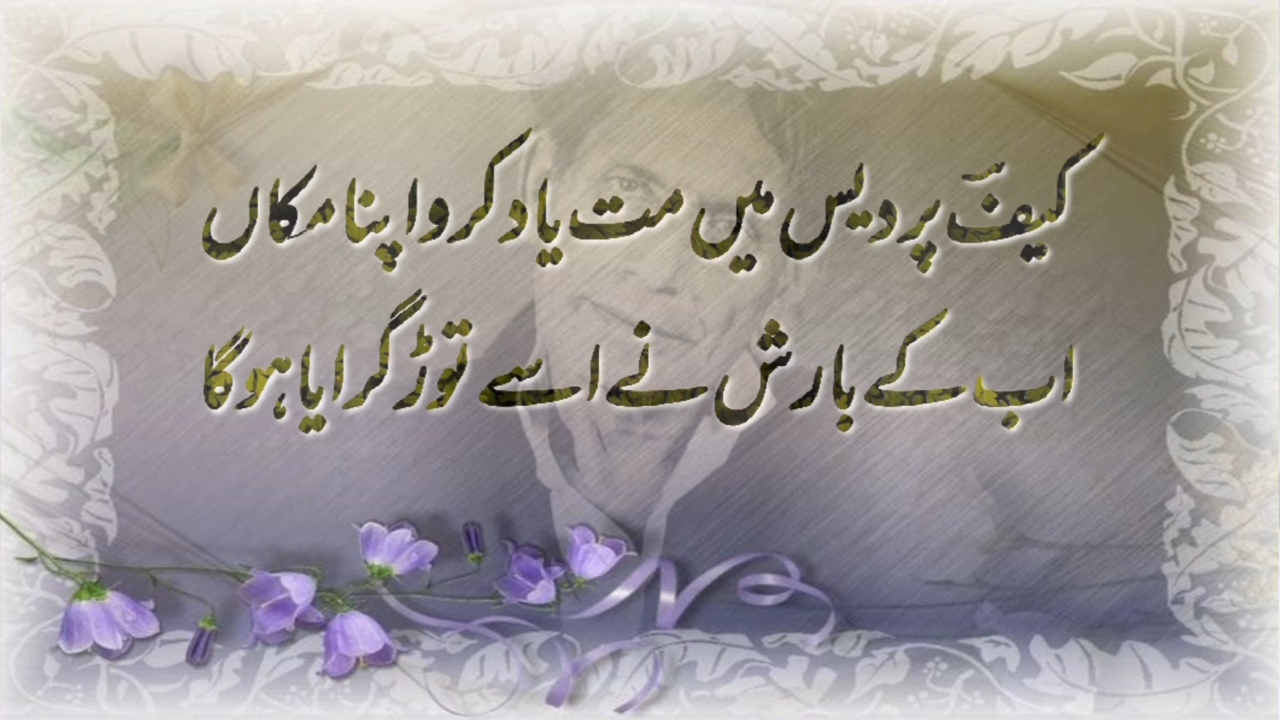 کیفؔ پردیس میں مت یاد کرو اپنا مکاں
اب کے بارش نے اسے توڑ گرایا ہوگا